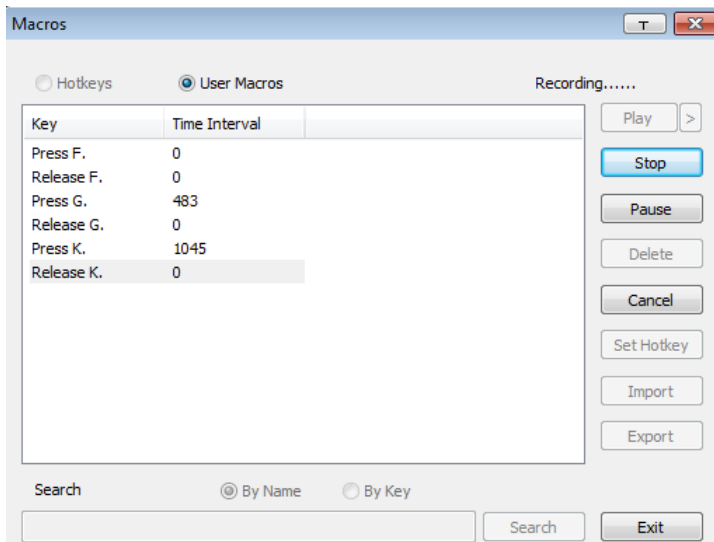 Macros T
Hotkeys User Macros Recording......
Key Time Interval Play >
Press F. 0
Release F. 0 Stop
Press G. 483
Release G. 0 Pause
Press K. 1045
Release K. 0 Delete
Cancel
Set Hotkey
Import
Export
Search By Name By Key
Search Exit